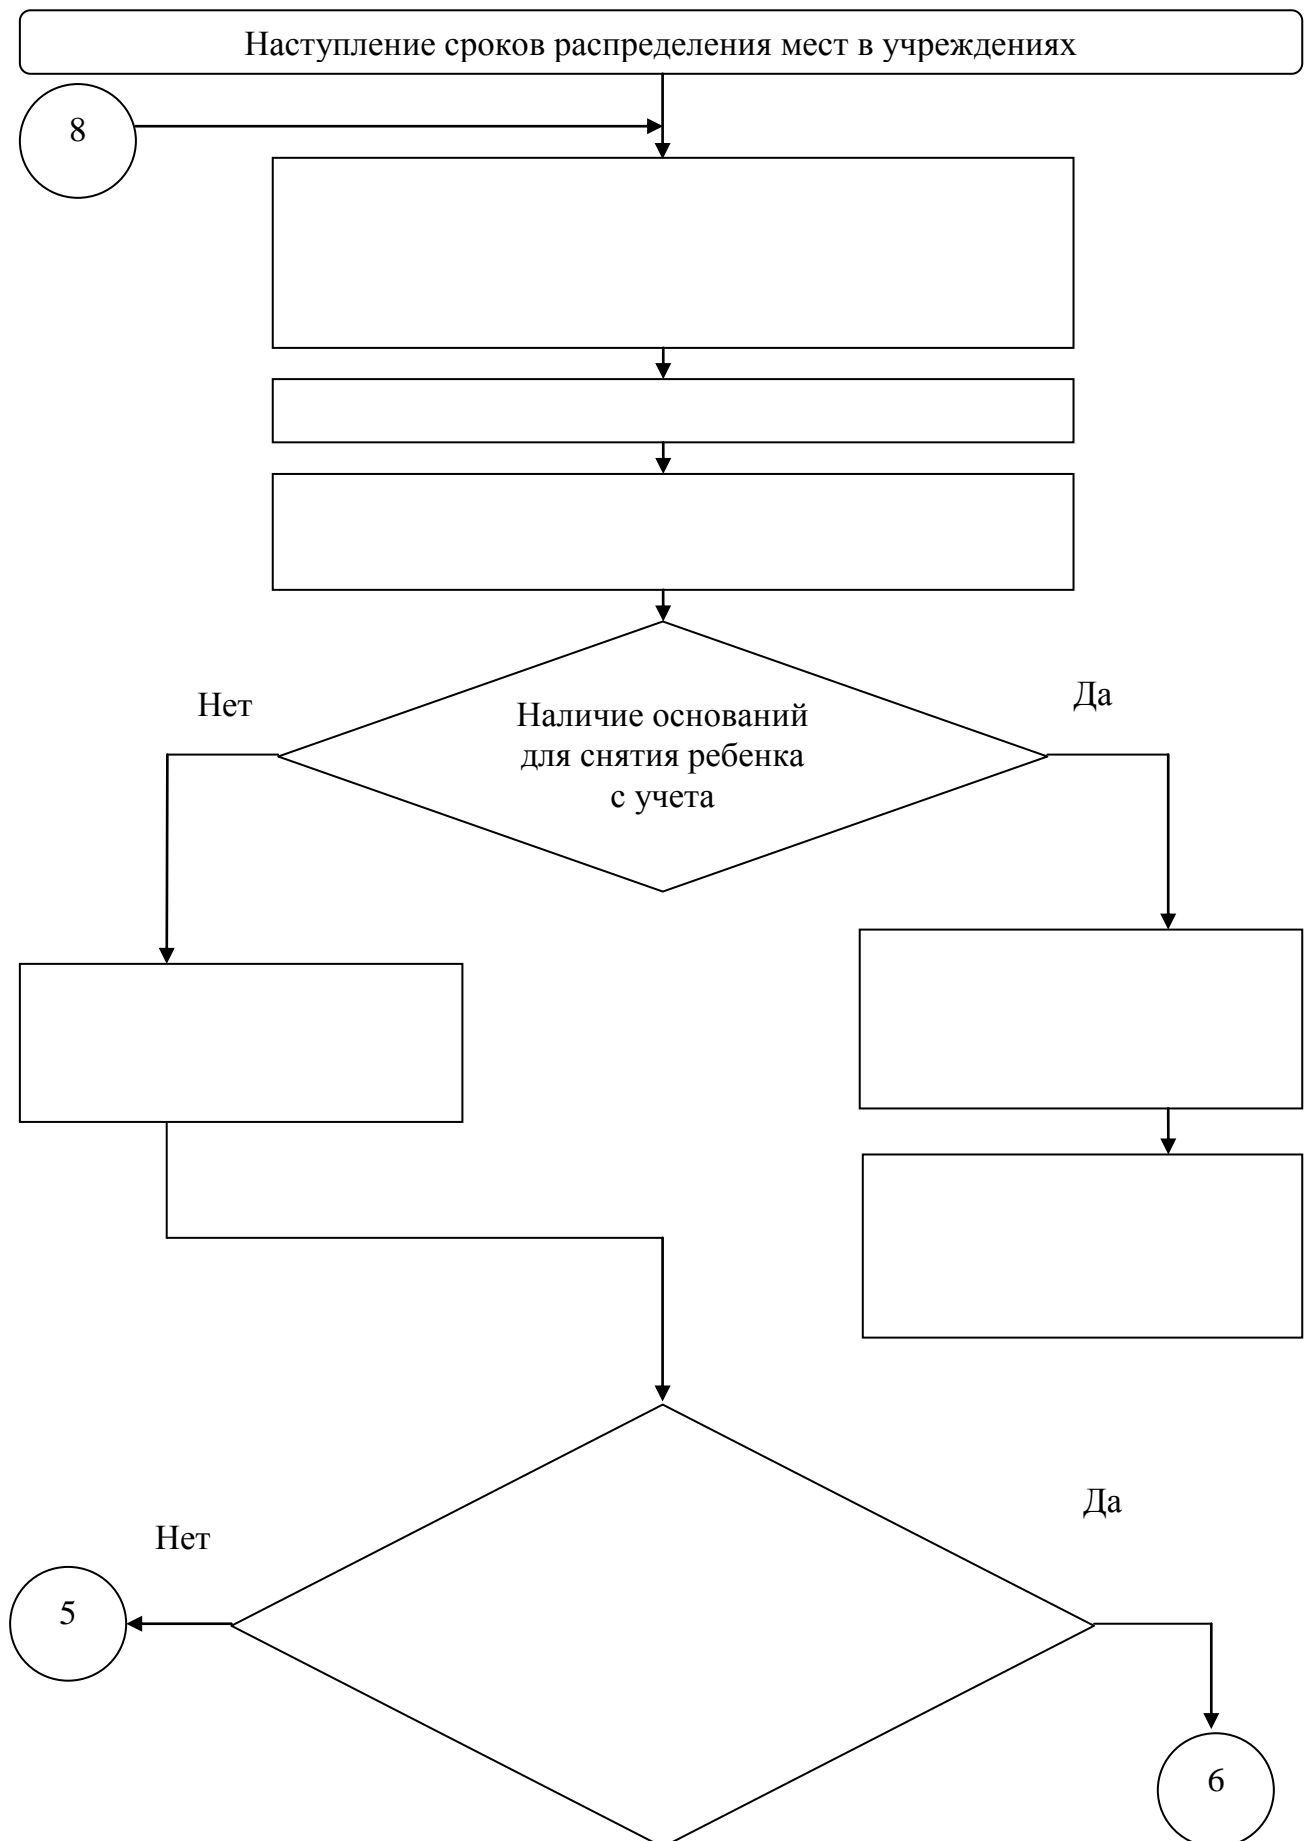 Наступление сроков распределения мест в учреждениях
8
Нет
Да
Наличие оснований
для снятия ребенка
с учета
Да
Нет
5
6